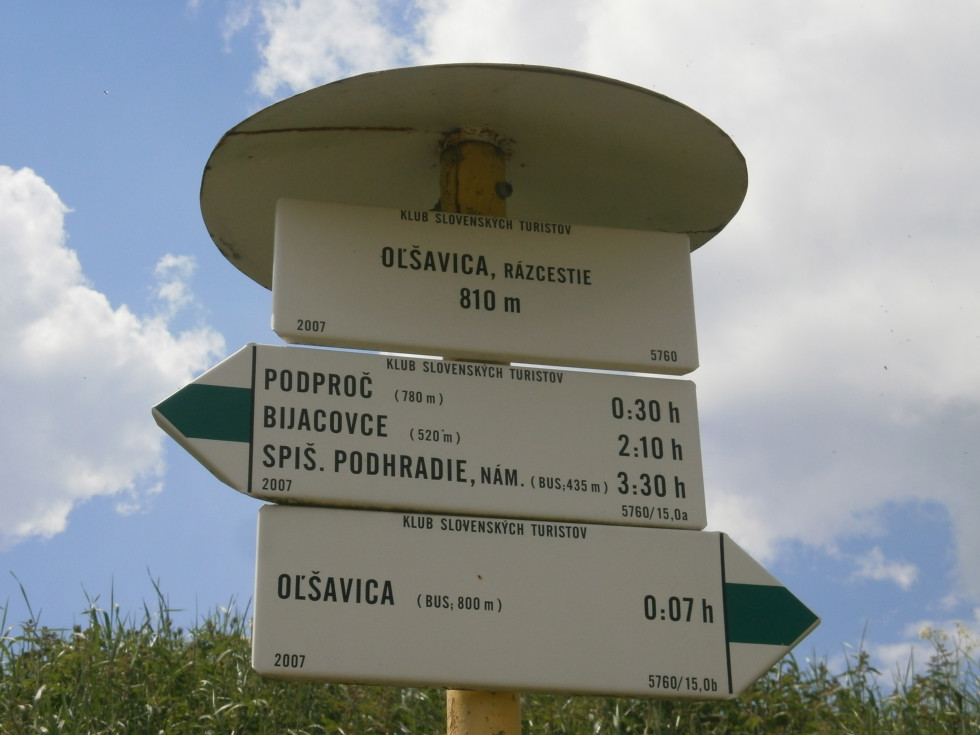 KLUB SLOVENSKÝCH TURISTOV
OĽŠAVICA, RÁZCESTIE
810 m
2007 5760
KLUB SLOVENSKÝCH TURISTOV
PODPROČ (780 m) 0:30 h
BIJACOVCE (520 m) 2:10 h
SPIŠ. PODHRADIE, NÁM. (BUS;435 m) 3:30 h
2007 5760/15,0a
KLUB SLOVENSKÝCH TURISTOV
OĽŠAVICA (BUS; 800 m) 0:07 h
2007 5760/15,0b